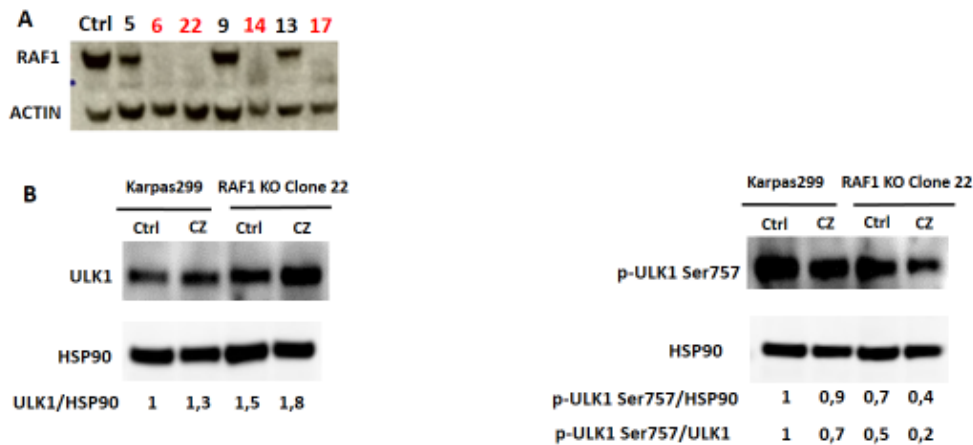 A
Ctrl 5 6 22 9 14 13 17
RAF1
ACTIN
B
Karpas299 RAF1 KO Clone 22
Ctrl CZ Ctrl CZ
ULK1
HSP90
ULK1/HSP90 1 1,3 1,5 1,8
Karpas299 RAF1 KO Clone 22
Ctrl CZ Ctrl CZ
p-ULK1 Ser757
HSP90
p-ULK1 Ser757/HSP90 1 0,9 0,7 0,4
p-ULK1 Ser757/ULK1 1 0,7 0,5 0,2